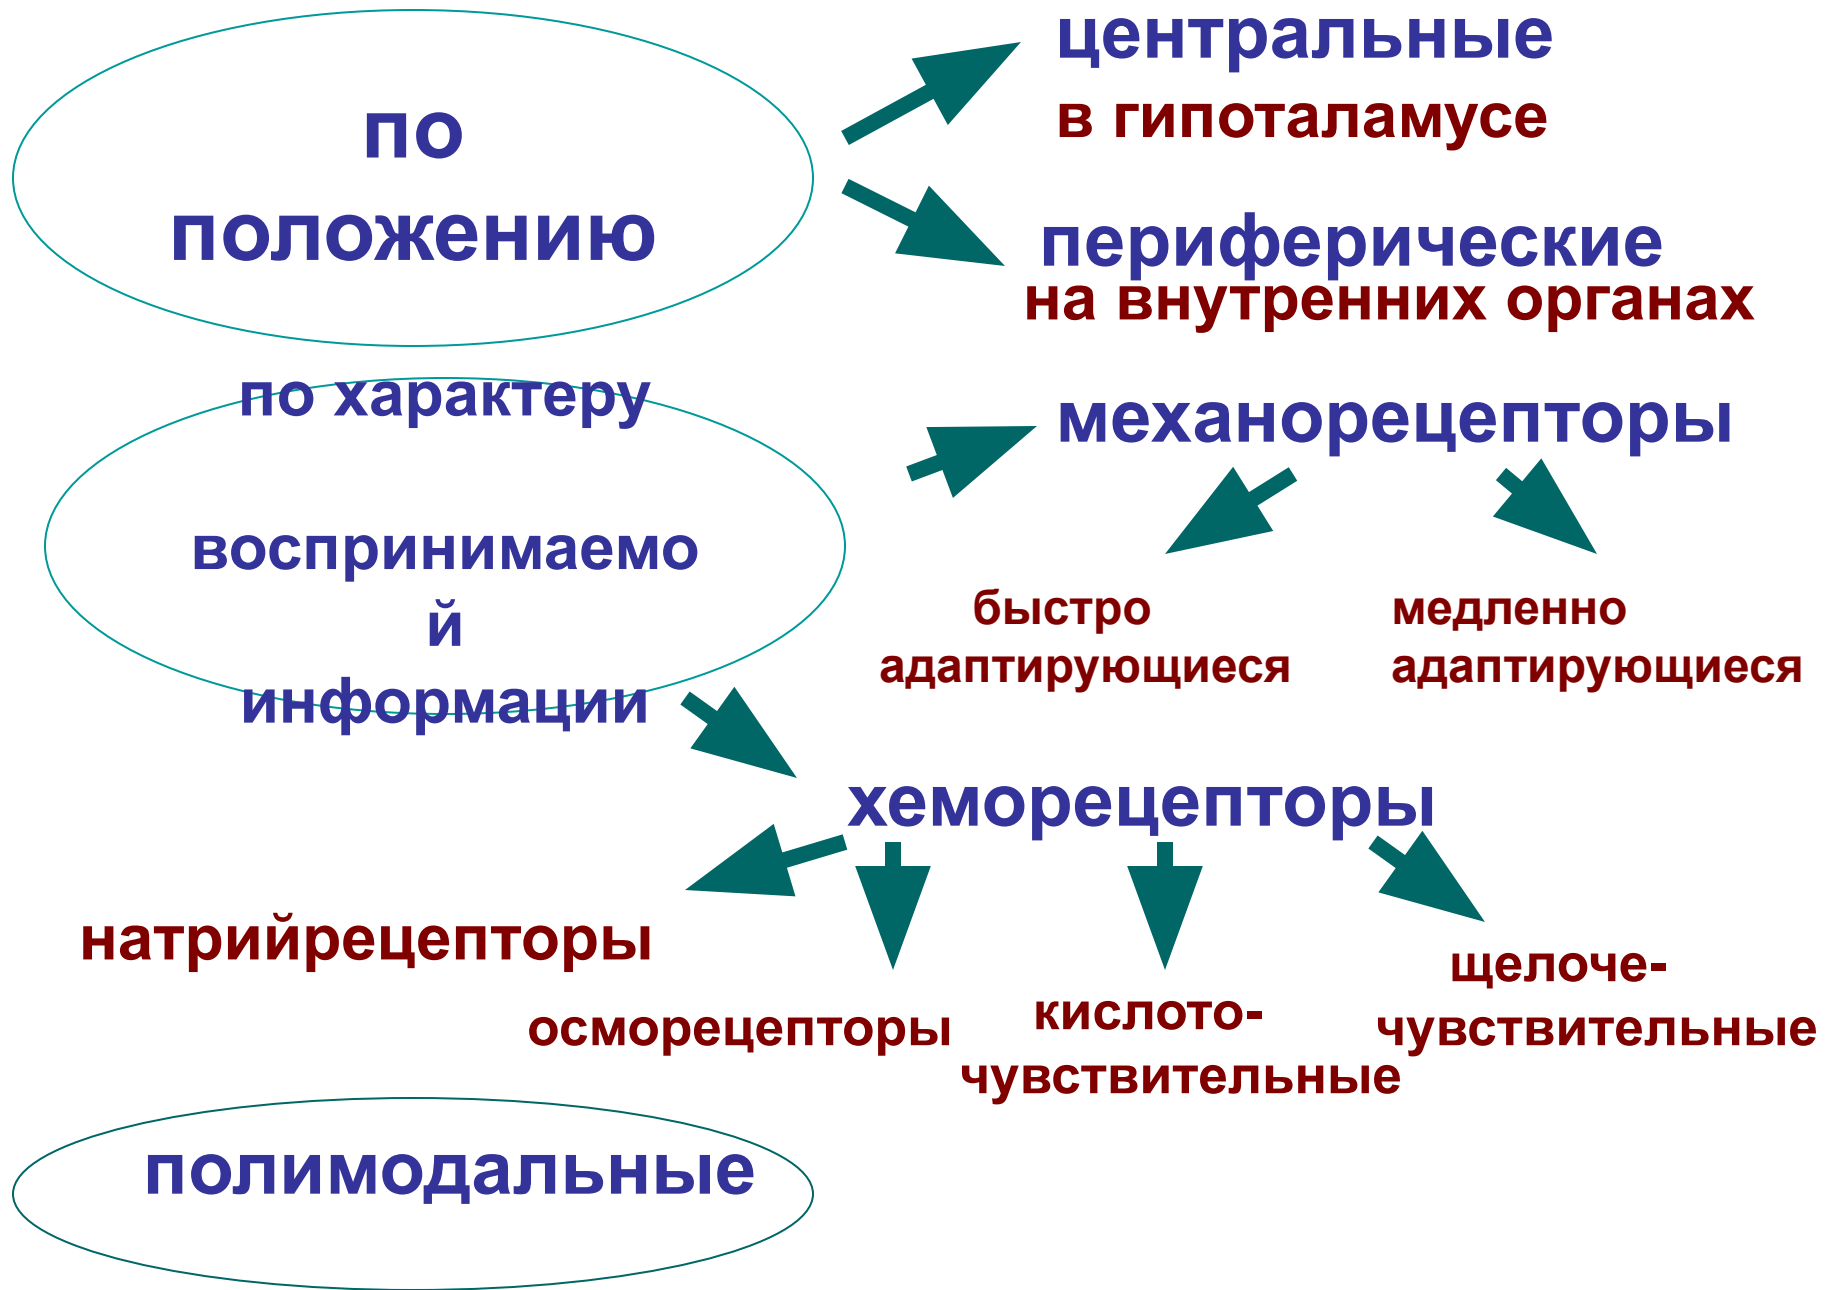 по
положению
центральные
в гипоталамусе
периферические
на внутренних органах
по характеру
воспринимаемо
й
информации
механорецепторы
быстро
адаптирующиеся
медленно
адаптирующиеся
хеморецепторы
натрийрецепторы
осморецепторы
кислото-
чувствительные
щелоче-
чувствительные
полимодальные